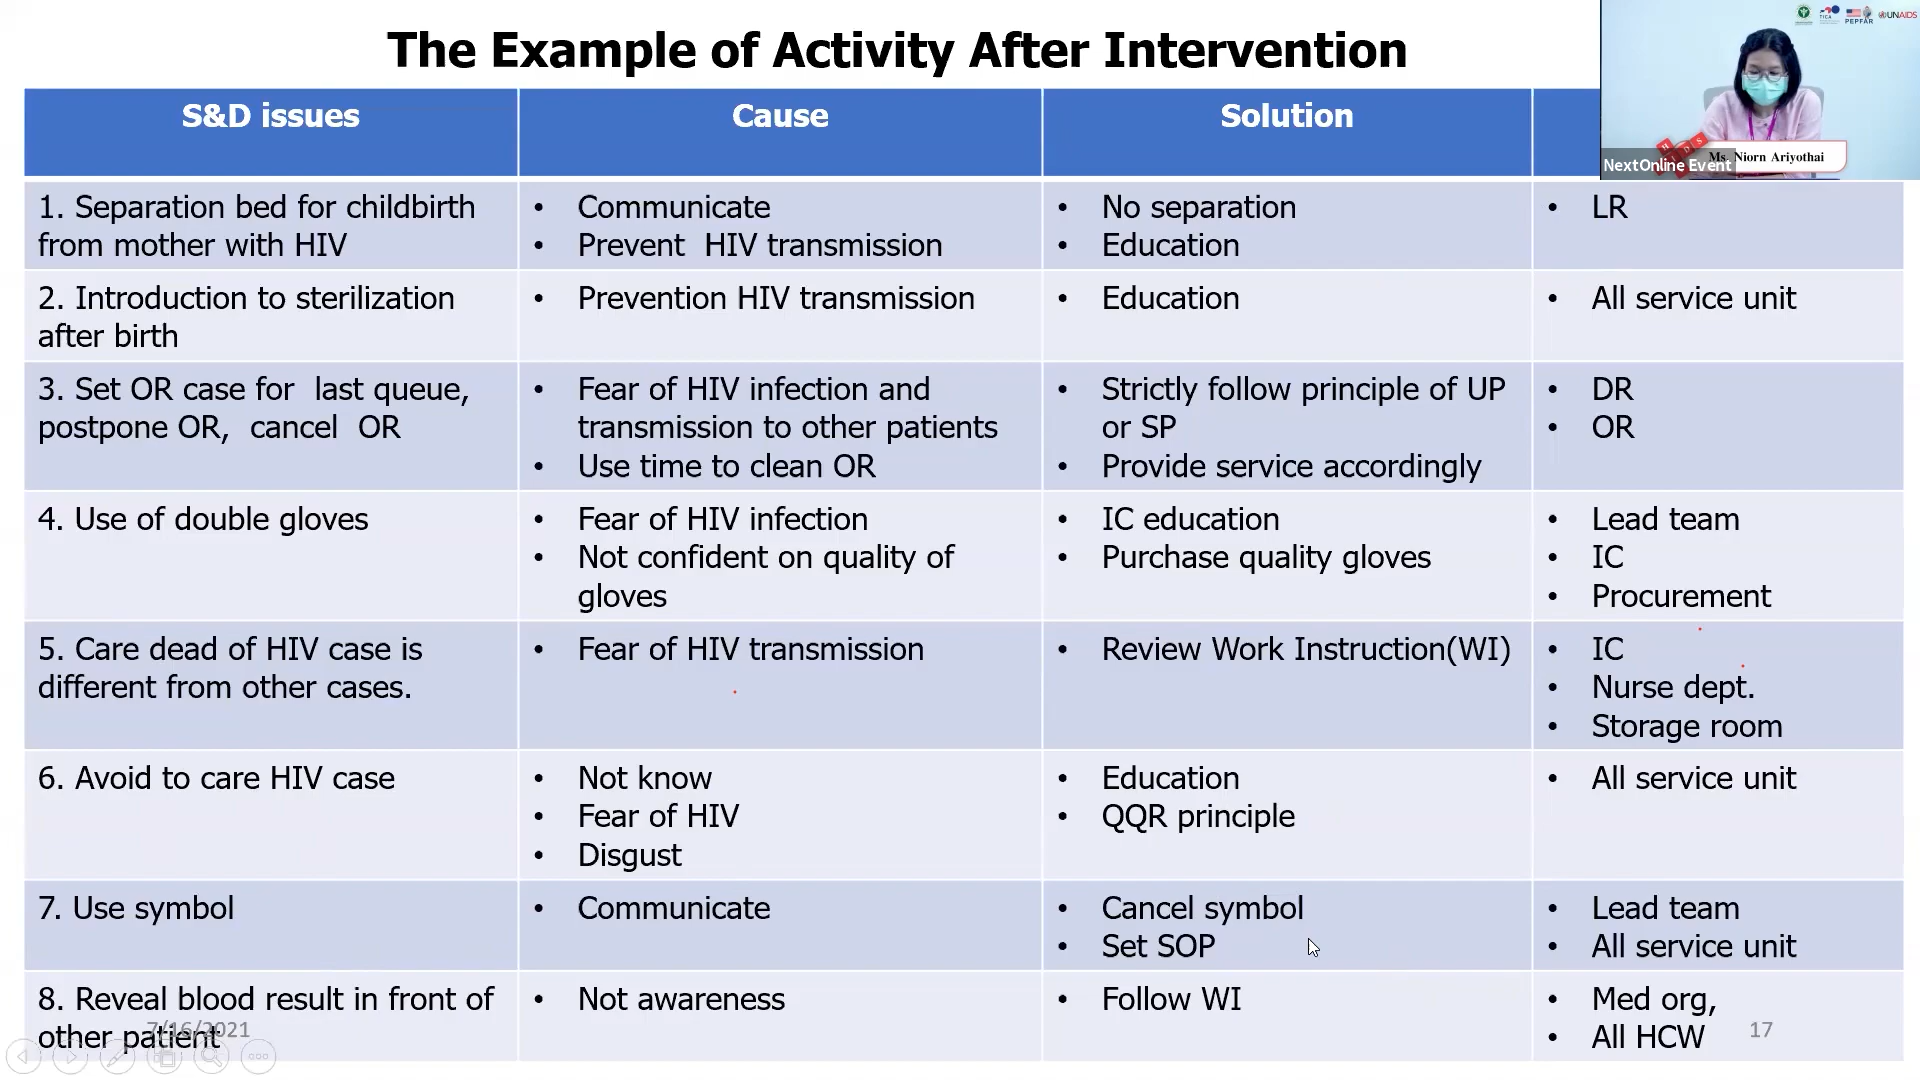 The Example of Activity After Intervention
TICA
PEPFAR
UNAIDS
Ms. Niorn Ariyothai
NextOnline Event
S&D issues
Cause
Solution
1. Separation bed for childbirth
from mother with HIV
• Communicate
• Prevent HIV transmission
• No separation
• Education
• LR
2. Introduction to sterilization
after birth
• Prevention HIV transmission
• Education
• All service unit
3. Set OR case for last queue,
postpone OR, cancel OR
• Fear of HIV infection and
transmission to other patients
• Use time to clean OR
• Strictly follow principle of UP
or SP
• Provide service accordingly
• DR
• OR
4. Use of double gloves
• Fear of HIV infection
• Not confident on quality of
gloves
• IC education
• Purchase quality gloves
• Lead team
• IC
• Procurement
5. Care dead of HIV case is
different from other cases.
• Fear of HIV transmission
• Review Work Instruction(WI)
• IC
• Nurse dept.
• Storage room
6. Avoid to care HIV case
• Not know
• Fear of HIV
• Disgust
• Education
• QQR principle
• All service unit
7. Use symbol
• Communicate
• Cancel symbol
• Set SOP
• Lead team
• All service unit
8. Reveal blood result in front of
other patient
• Not awareness
• Follow WI
• Med org,
• All HCW
7/16/2021
17